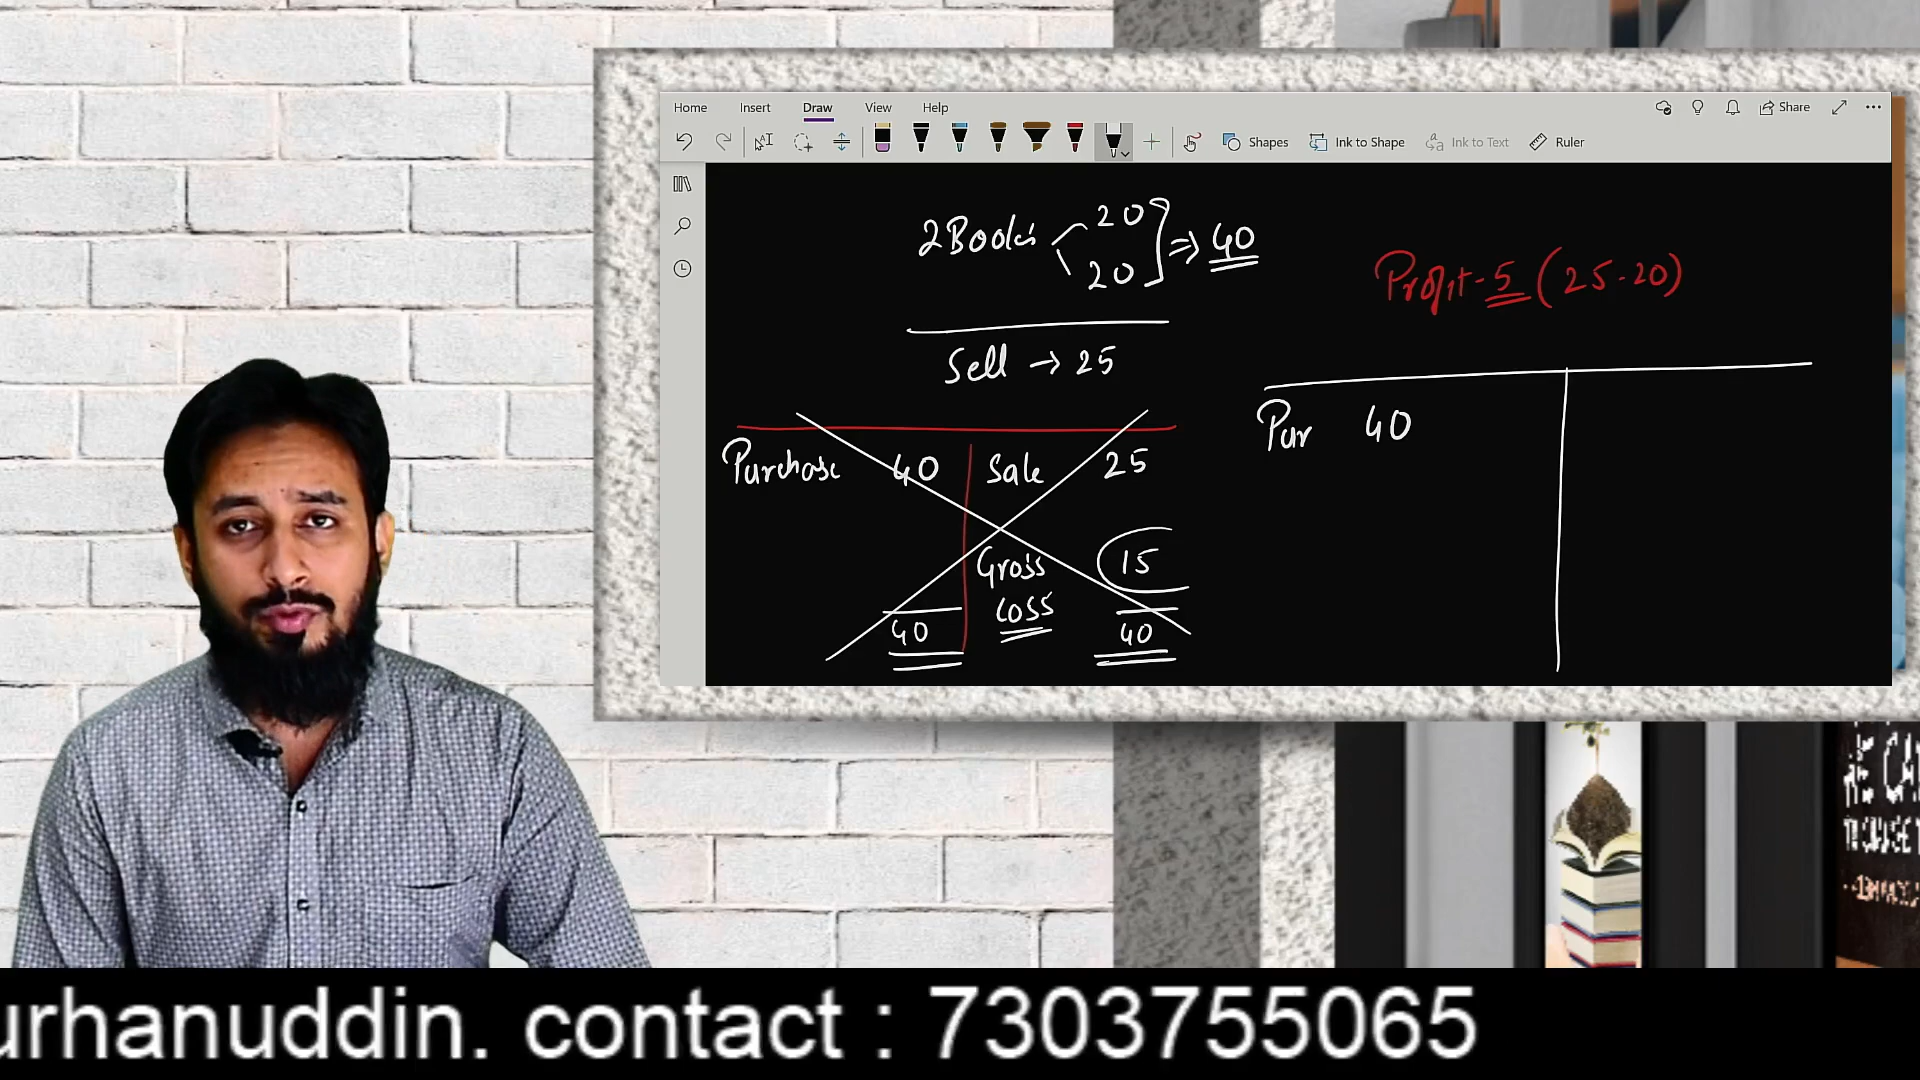 Home Insert Draw View Help Share
Shapes Ink to Shape Ink to Text Ruler
2 Books 20 20 ⇒ 40
Sell → 25
Purchase 40 Sale 25
Gross Loss 15
40 40
Profit - 5 (25 - 20)
Pur 40
urhanuddin. contact : 7303755065